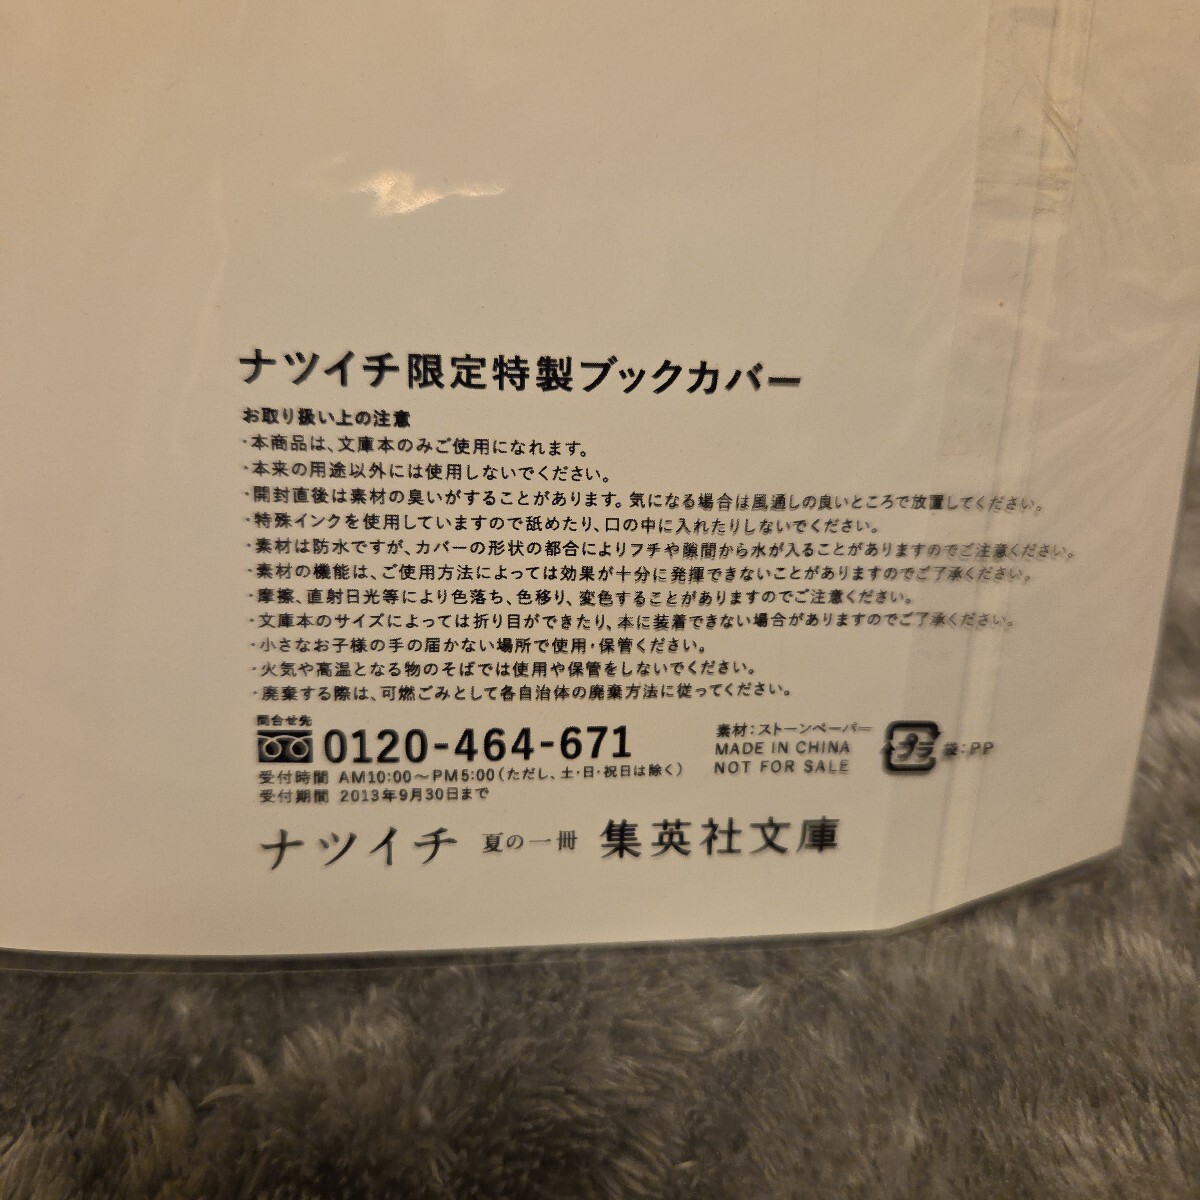 ナツイチ限定特製ブックカバー
お取り扱い上の注意
・本商品は、文庫本のみご使用になれます。
・本来の用途以外には使用しないでください。
・開封直後は素材の臭いがすることがあります。気になる場合は風通しの良いところで放置してください。
・特殊インクを使用していますので舐めたり、口の中に入れたりしないでください。
・素材は防水ですが、カバーの形状の都合によりフチや隙間から水が入ることがありますのでご注意ください。
・素材の機能は、ご使用方法によっては効果が十分に発揮できないことがありますのでご了承ください。
・摩擦、直射日光等により色落ち、色移り、変色することがありますのでご注意ください。
・文庫本のサイズによっては折り目ができたり、本に装着できない場合がありますのでご了承ください。
・小さなお子様の手の届かない場所で使用・保管ください。
・火気や高温となる物のそばでは使用や保管をしないでください。
・廃棄する際は、可燃ごみとして各自治体の廃棄方法に従ってください。
問合せ先
0120-464-671
受付時間 AM10:00～PM5:00（ただし、土・日・祝日は除く）
受付期間 2013年9月30日まで
素材：ストーンペーパー
MADE IN CHINA
NOT FOR SALE
プラ 袋：PP
ナツイチ 夏の一冊 集英社文庫